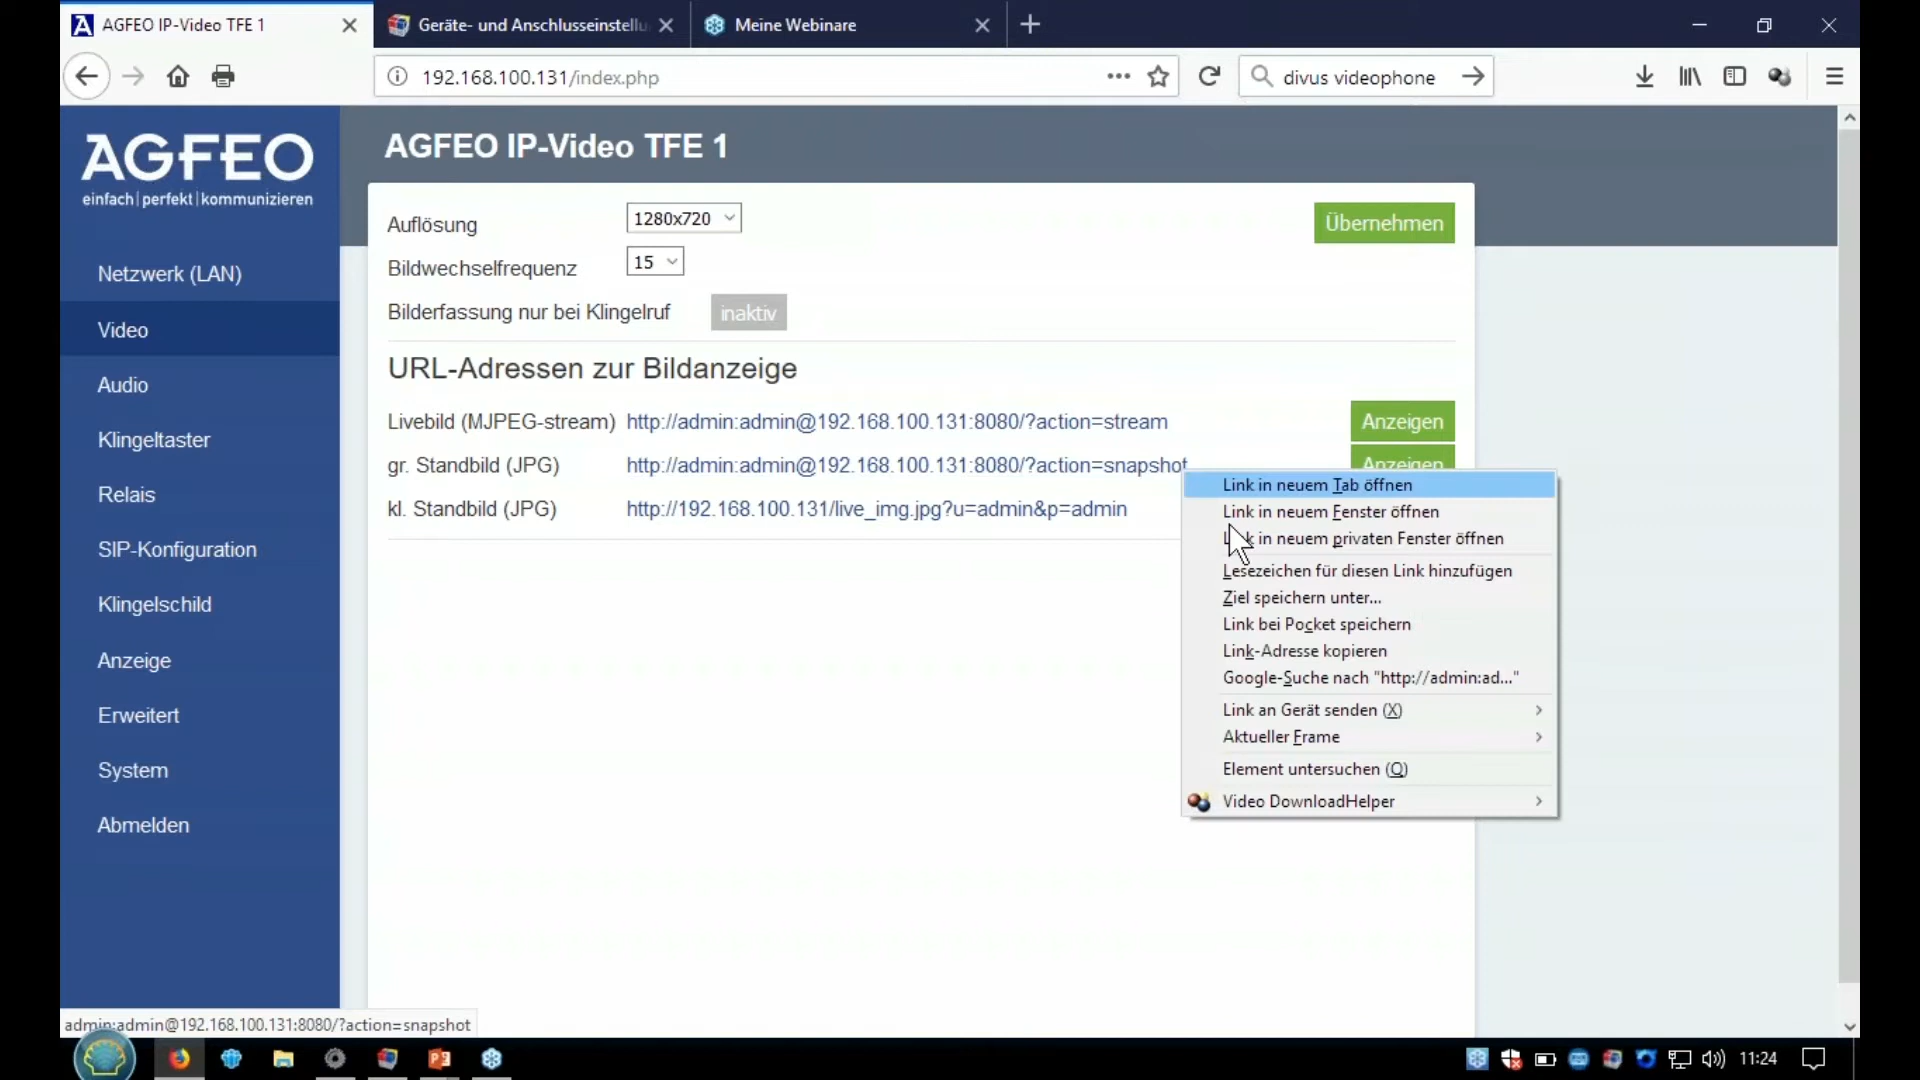 AGFEO IP-Video TFE 1
Geräte- und Anschlusseinstellu
Meine Webinare
192.168.100.131/index.php
divus videophone
AGFEO
einfach|perfekt|kommunizieren
AGFEO IP-Video TFE 1
Netzwerk (LAN)
Video
Audio
Klingeltaster
Relais
SIP-Konfiguration
Klingelschild
Anzeige
Erweitert
System
Abmelden
Auflösung 1280x720 Übernehmen
Bildwechselfrequenz 15
Bilderfassung nur bei Klingelruf inaktiv
URL-Adressen zur Bildanzeige
Livebild (MJPEG-stream) http://admin:admin@192.168.100.131:8080/?action=stream Anzeigen
gr. Standbild (JPG) http://admin:admin@192.168.100.131:8080/?action=snapshot Anzeigen
kl. Standbild (JPG) http://192.168.100.131/live_img.jpg?u=admin&p=admin
Link in neuem Tab öffnen
Link in neuem Fenster öffnen
Link in neuem privaten Fenster öffnen
Lesezeichen für diesen Link hinzufügen
Ziel speichern unter...
Link bei Pocket speichern
Link-Adresse kopieren
Google-Suche nach "http://admin:ad..."
Link an Gerät senden (X)
Aktueller Frame
Element untersuchen (Q)
Video DownloadHelper
admin:admin@192.168.100.131:8080/?action=snapshot
11:24